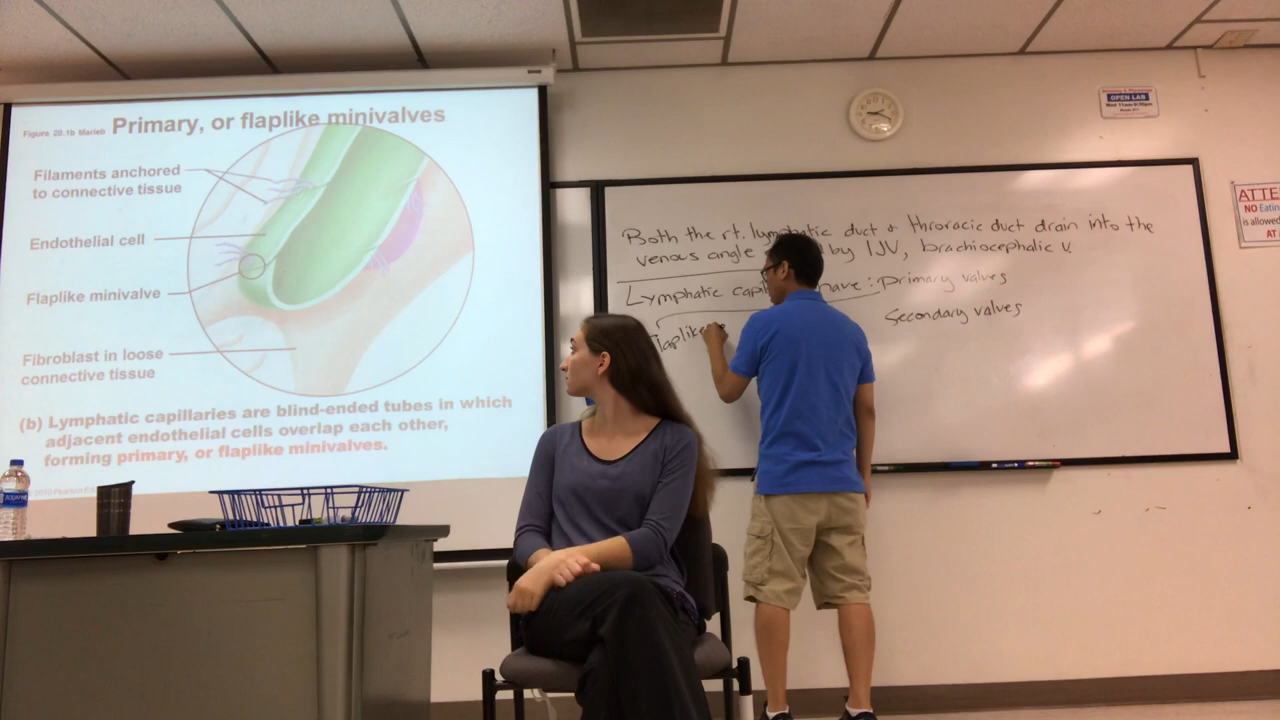 Figure 20.1b Marieb Primary, or flaplike minivalves
Filaments anchored
to connective tissue
Endothelial cell
Flaplike minivalve
Fibroblast in loose
connective tissue
(b) Lymphatic capillaries are blind-ended tubes in which
adjacent endothelial cells overlap each other,
forming primary, or flaplike minivalves.
OPEN LAB
Both the rt. lymphatic duct & throracic duct drain into the
venous angle by IJV, brachiocephalic v.
Lymphatic have: primary valves
Secondary valves
flaplike
ATTE
NO Eatin
is allowed
AQUAFINA